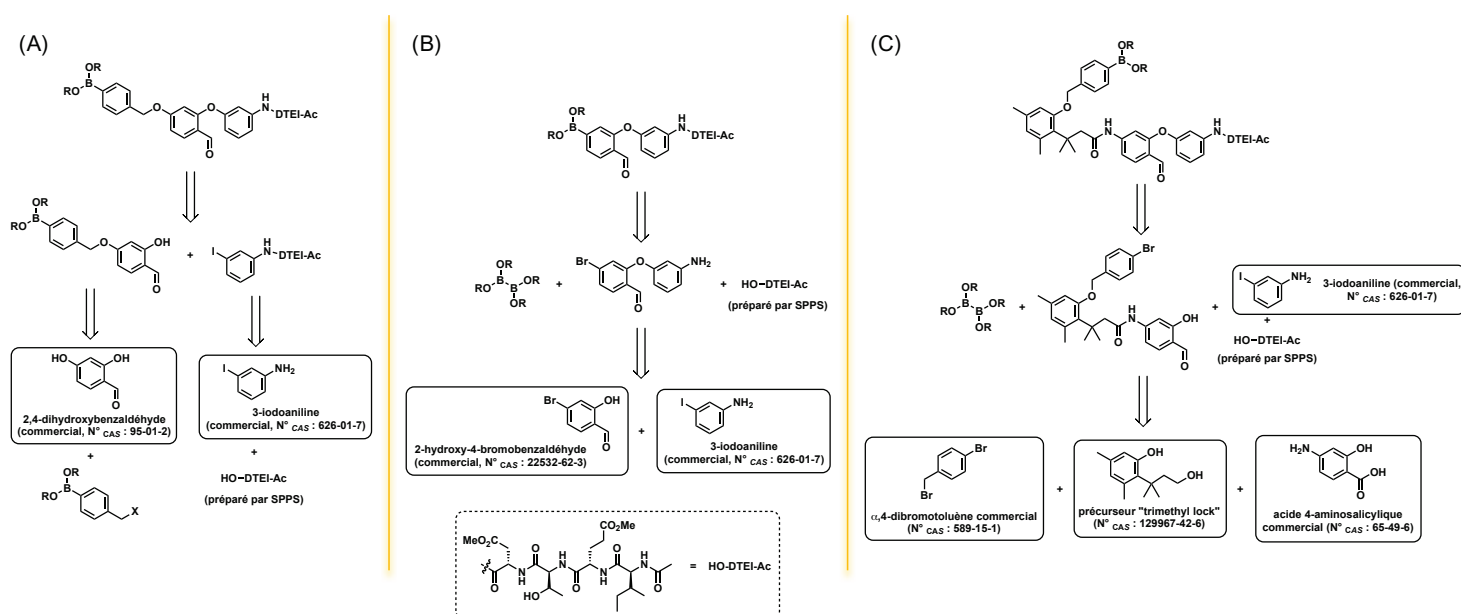 (A)
OR
B
RO
OR
O
O
H
N
DTEI-Ac
O
OR
B
RO
O
OH
O
+
I
H
N
DTEI-Ac
HO
OH
O
2,4-dihydroxybenzaldéhyde
(commercial, N° CAS : 95-01-2)
I
NH2
3-iodoaniline
(commercial, N° CAS : 626-01-7)
+
OR
B
RO
X
+
HO-DTEI-Ac
(préparé par SPPS)
(B)
OR
B
RO
O
H
N
DTEI-Ac
O
OR
RO
B
B
OR
OR
+
Br
O
NH2
O
+
HO-DTEI-Ac
(préparé par SPPS)
Br
OH
O
2-hydroxy-4-bromobenzaldéhyde
(commercial, N° CAS : 22532-62-3)
+
I
NH2
3-iodoaniline
(commercial, N° CAS : 626-01-7)
MeO2C
CO2Me
O
N
H
HO
H
N
O
O
N
H
O
H
N
O
= HO-DTEI-Ac
(C)
OR
B
OR
O
H
N
O
O
H
N
DTEI-Ac
O
OR
RO
B
B
OR
OR
+
Br
O
H
N
O
OH
O
+
I
NH2
3-iodoaniline (commercial,
N° CAS : 626-01-7)
+
HO-DTEI-Ac
(préparé par SPPS)
Br
Br
α,4-dibromotoluène commercial
(N° CAS : 589-15-1)
+
OH
OH
précurseur "trimethyl lock"
(N° CAS : 129967-42-6)
+
H2N
OH
OH
O
acide 4-aminosalicylique
commercial (N° CAS : 65-49-6)